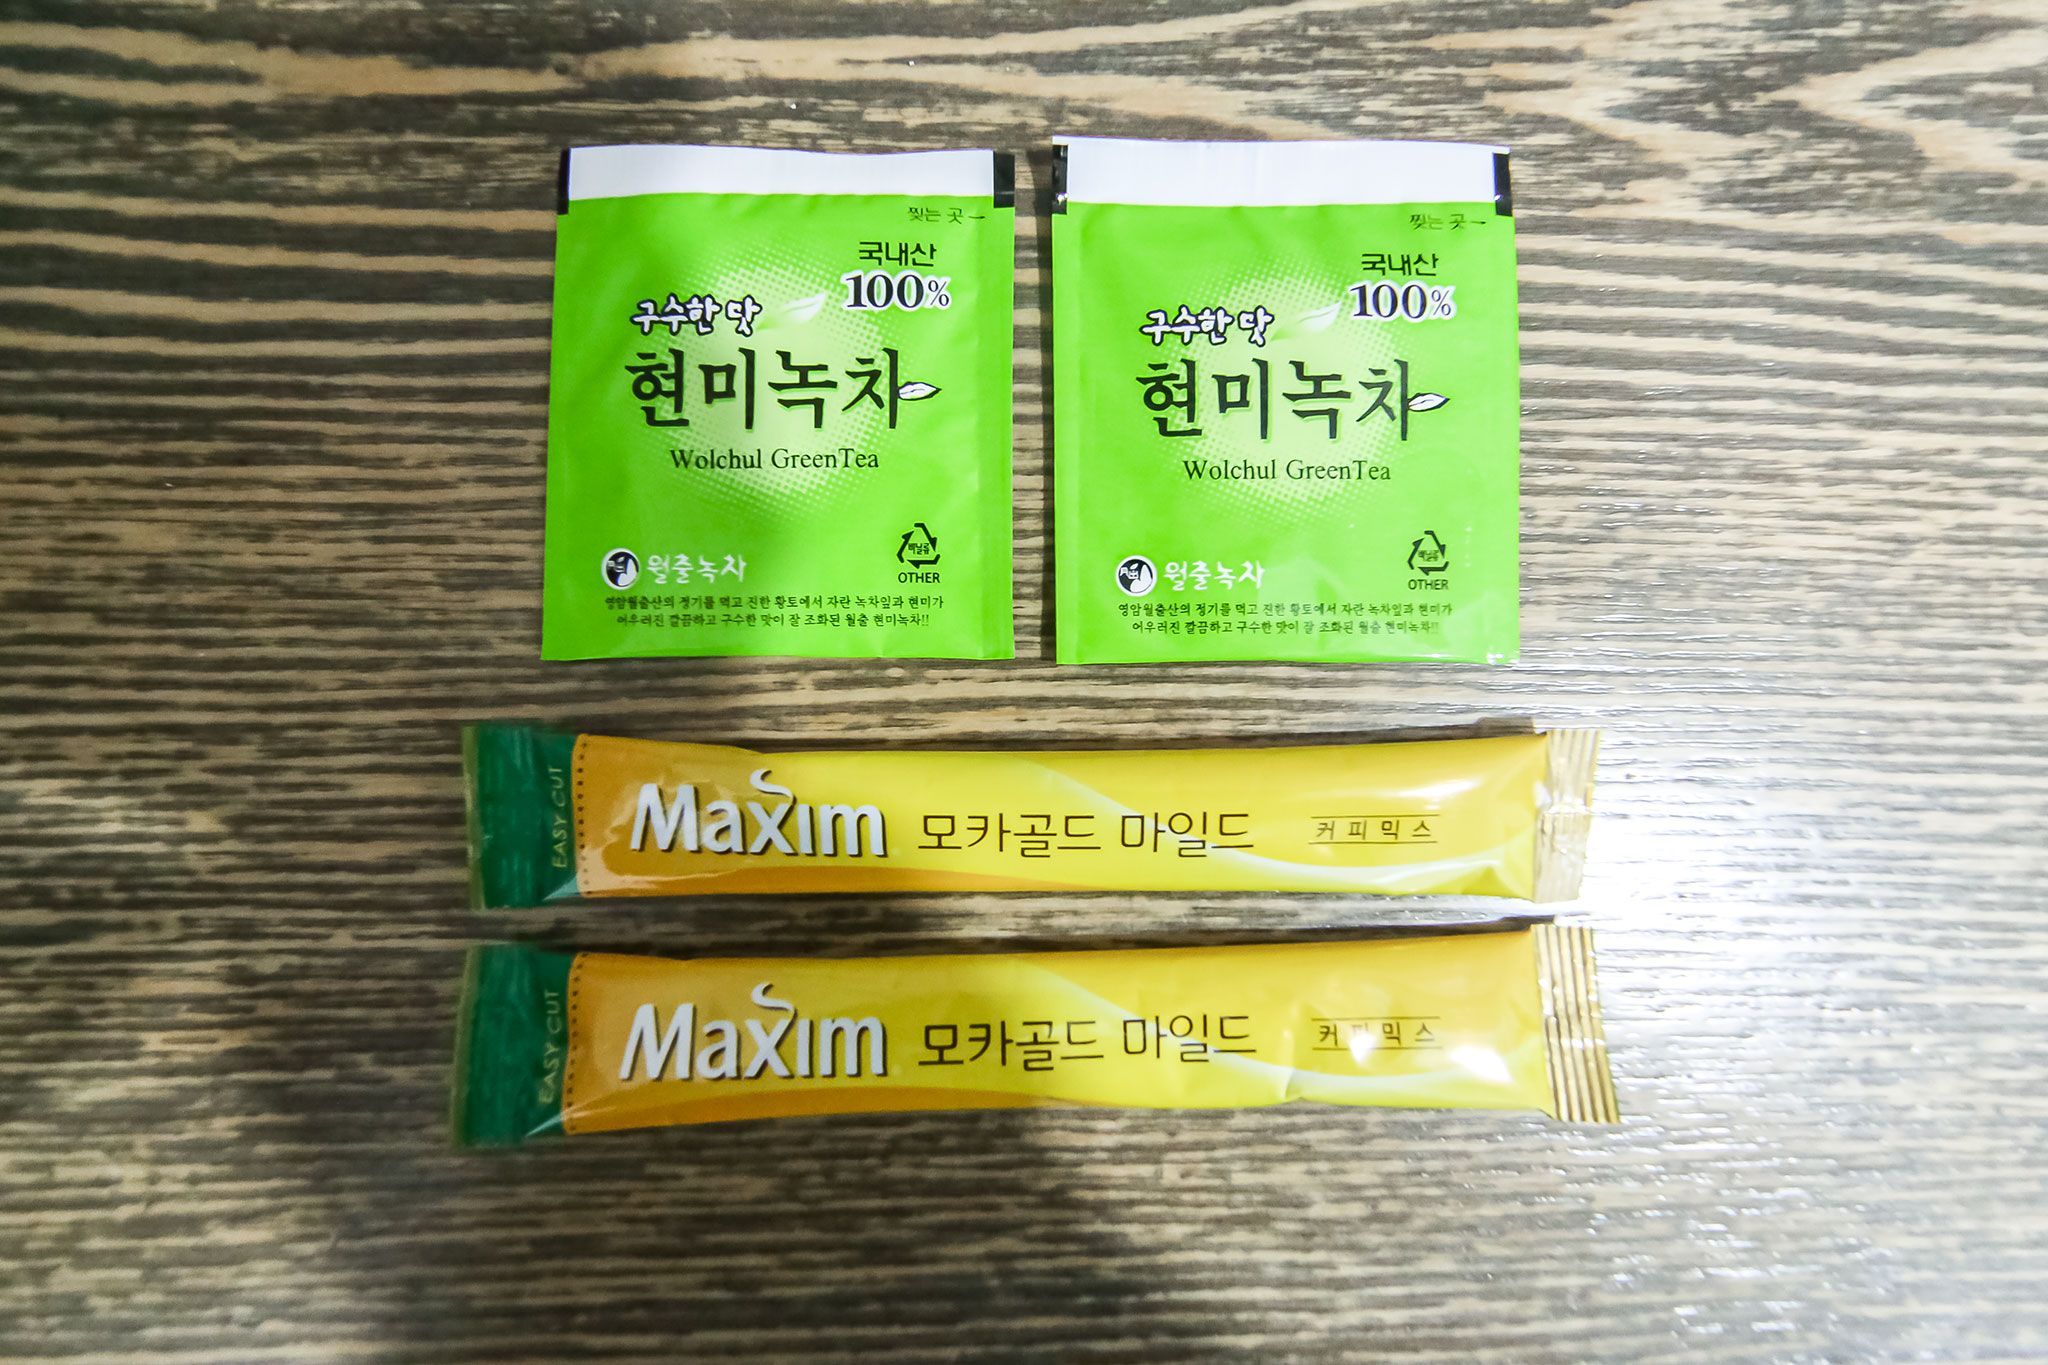 찢는 곳
국내산
100%
구수한 맛
현미녹차
Wolchul GreenTea
월출녹차
비닐류
OTHER
영암월출산의 정기를 먹고 진한 황토에서 자란 녹차잎과 현미가
어우러진 깔끔하고 구수한 맛이 잘 조화된 월출 현미녹차!!
찢는 곳
국내산
100%
구수한 맛
현미녹차
Wolchul GreenTea
월출녹차
비닐류
OTHER
영암월출산의 정기를 먹고 진한 황토에서 자란 녹차잎과 현미가
어우러진 깔끔하고 구수한 맛이 잘 조화된 월출 현미녹차!!
EASY CUT
Maxim 모카골드 마일드 커피믹스
EASY CUT
Maxim 모카골드 마일드 커피믹스